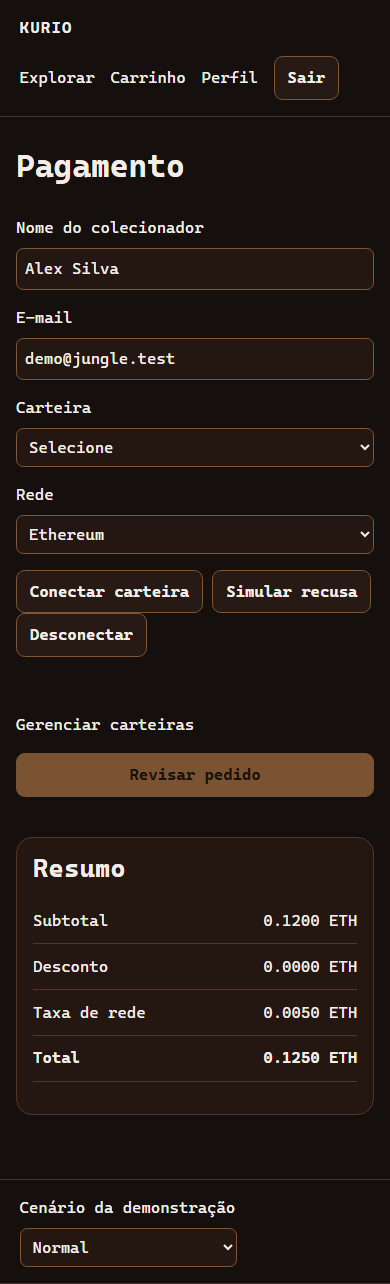 KURIO
Explorar Carrinho Perfil Sair
Pagamento
Nome do colecionador
Alex Silva
E-mail
demo@jungle.test
Carteira
Selecione
Rede
Ethereum
Conectar carteira Simular recusa
Desconectar
Gerenciar carteiras
Revisar pedido
Resumo
Subtotal 0.1200 ETH
Desconto 0.0000 ETH
Taxa de rede 0.0050 ETH
Total 0.1250 ETH
Cenário da demonstração
Normal